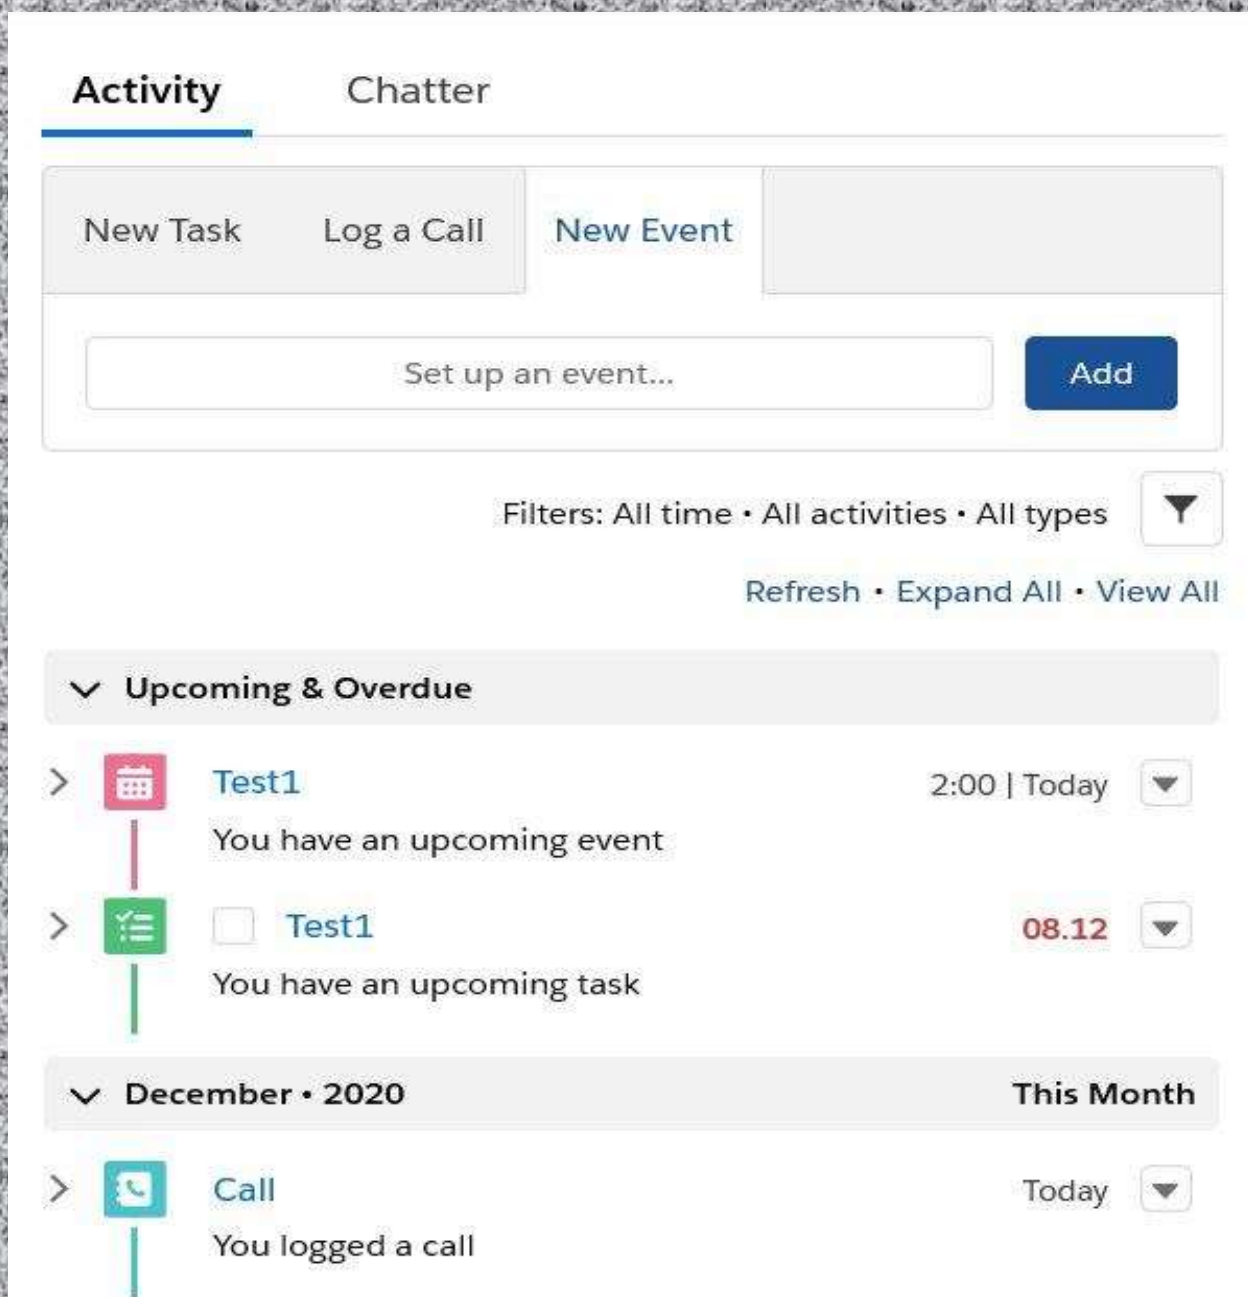 Activity Chatter
New Task Log a Call New Event
Set up an event... Add
Filters: All time • All activities • All types
Refresh • Expand All • View All
Upcoming & Overdue
Test1 2:00 | Today
You have an upcoming event
Test1 08.12
You have an upcoming task
December • 2020 This Month
Call Today
You logged a call